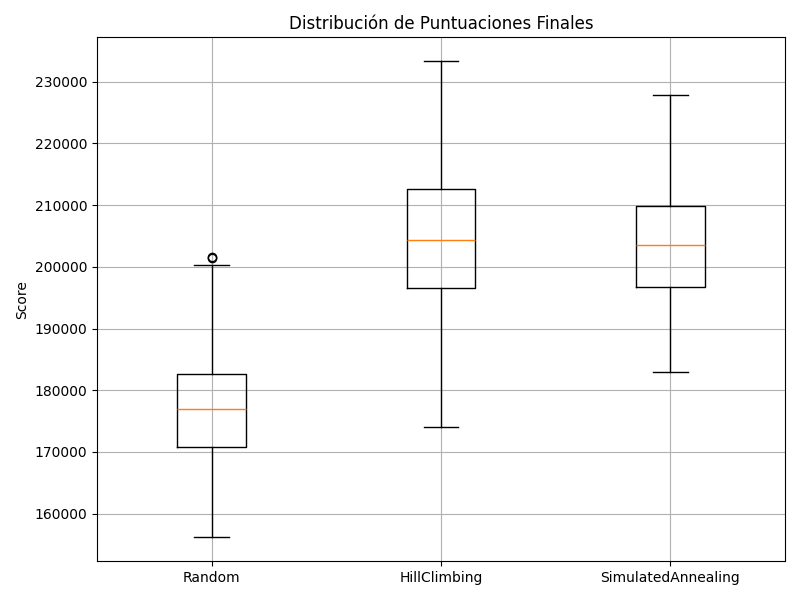 Distribución de Puntuaciones Finales
Score
230000
220000
210000
200000
190000
180000
170000
160000
Random
HillClimbing
SimulatedAnnealing